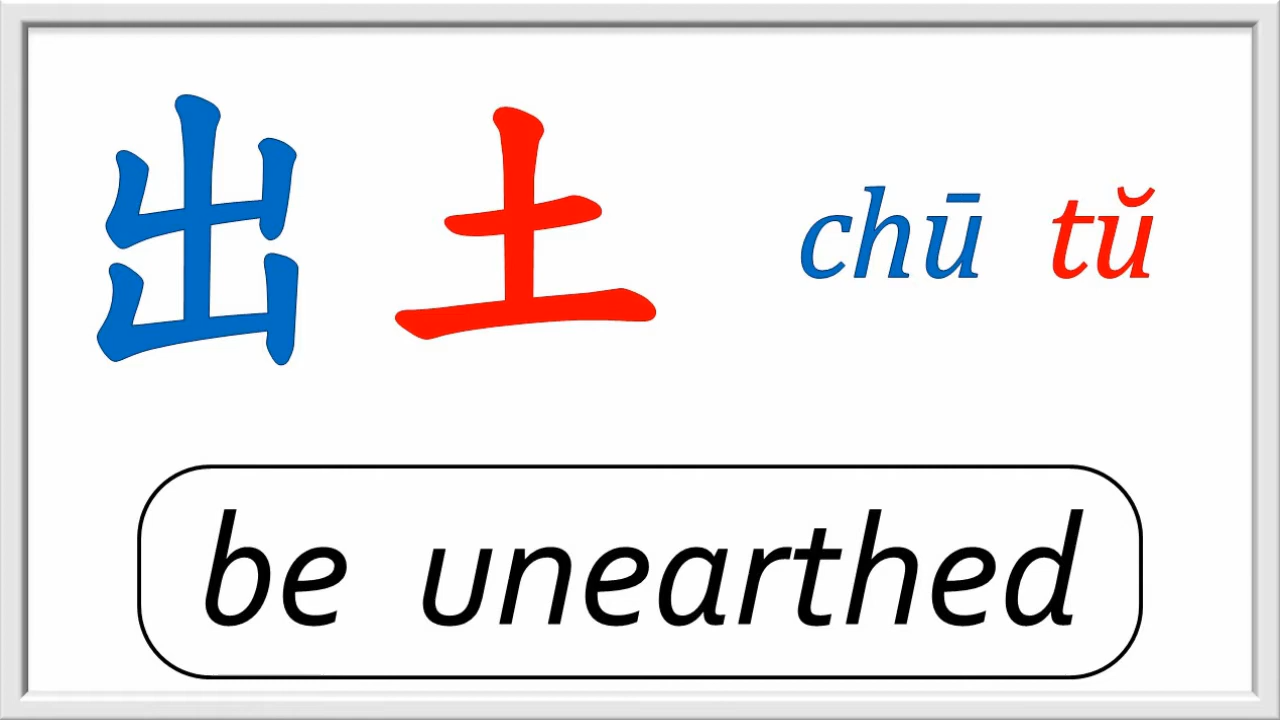 出土 chū tŭ
be unearthed